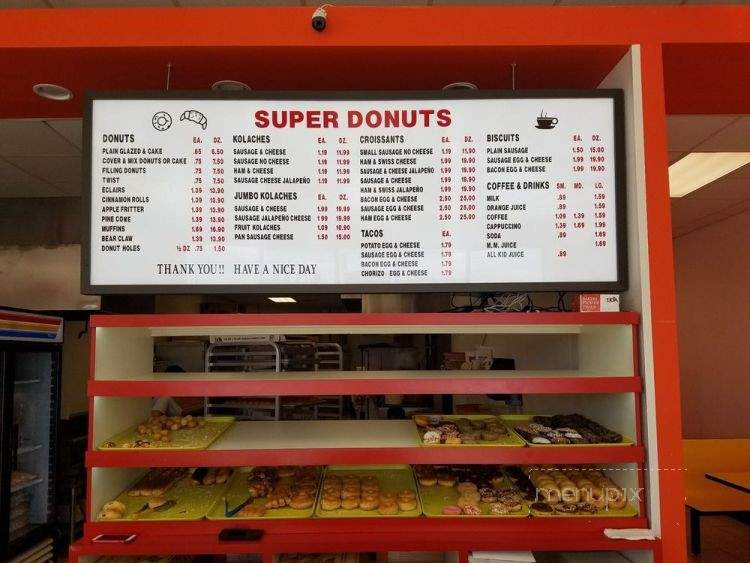 SUPER DONUTS
DONUTS EA. DZ.
PLAIN GLAZED & CAKE .65 6.50
COVER & MIX DONUTS OR CAKE .75 7.50
FILLING DONUTS .75 7.50
TWIST .75 7.50
ECLAIRS 1.39 13.90
CINNAMON ROLLS 1.39 13.90
APPLE FRITTER 1.39 13.90
PINE CONE 1.39 13.90
MUFFINS 1.69 16.90
BEAR CLAW 1.39 13.90
DONUT HOLES ½ DZ .75 1.50
KOLACHES EA. DZ.
SAUSAGE & CHEESE 1.19 11.99
SAUSAGE NO CHEESE 1.19 11.99
HAM & CHEESE 1.19 11.99
SAUSAGE CHEESE JALAPENO 1.19 11.99
JUMBO KOLACHES EA. DZ.
SAUSAGE & CHEESE 1.99 19.99
SAUSAGE JALAPENO CHEESE 1.99 19.99
FRUIT KOLACHES 1.09 10.90
PAN SAUSAGE CHEESE 1.50 15.00
CROISSANTS EA. DZ.
SMALL SAUSAGE NO CHEESE 1.19 11.90
HAM & SWISS CHEESE 1.99 19.90
SAUSAGE & CHEESE JALAPENO 1.99 19.90
SAUSAGE & CHEESE 1.99 19.90
HAM & SWISS JALAPEÑO 1.99 19.90
BACON EGG & CHEESE 2.50 25.00
SAUSAGE EGG & CHEESE 2.50 25.00
HAM EGG & CHEESE 2.50 25.00
TACOS EA.
POTATO EGG & CHEESE 1.79
SAUSAGE EGG & CHEESE 1.79
BACON EGG & CHEESE 1.79
CHORIZO EGG & CHEESE 1.79
BISCUITS EA. DZ.
PLAIN SAUSAGE 1.50 15.00
SAUSAGE EGG & CHEESE 1.99 19.90
BACON EGG & CHEESE 1.99 19.90
COFFEE & DRINKS SM. MD. LG.
MILK .89 1.59
ORANGE JUICE .89 1.59
COFFEE 1.09 1.39 1.59
CAPPUCCINO 1.39 1.69 1.99
SODA .89 1.69
M.M. JUICE 1.69
ALL KID JUICE .89
THANK YOU!! HAVE A NICE DAY
menupix